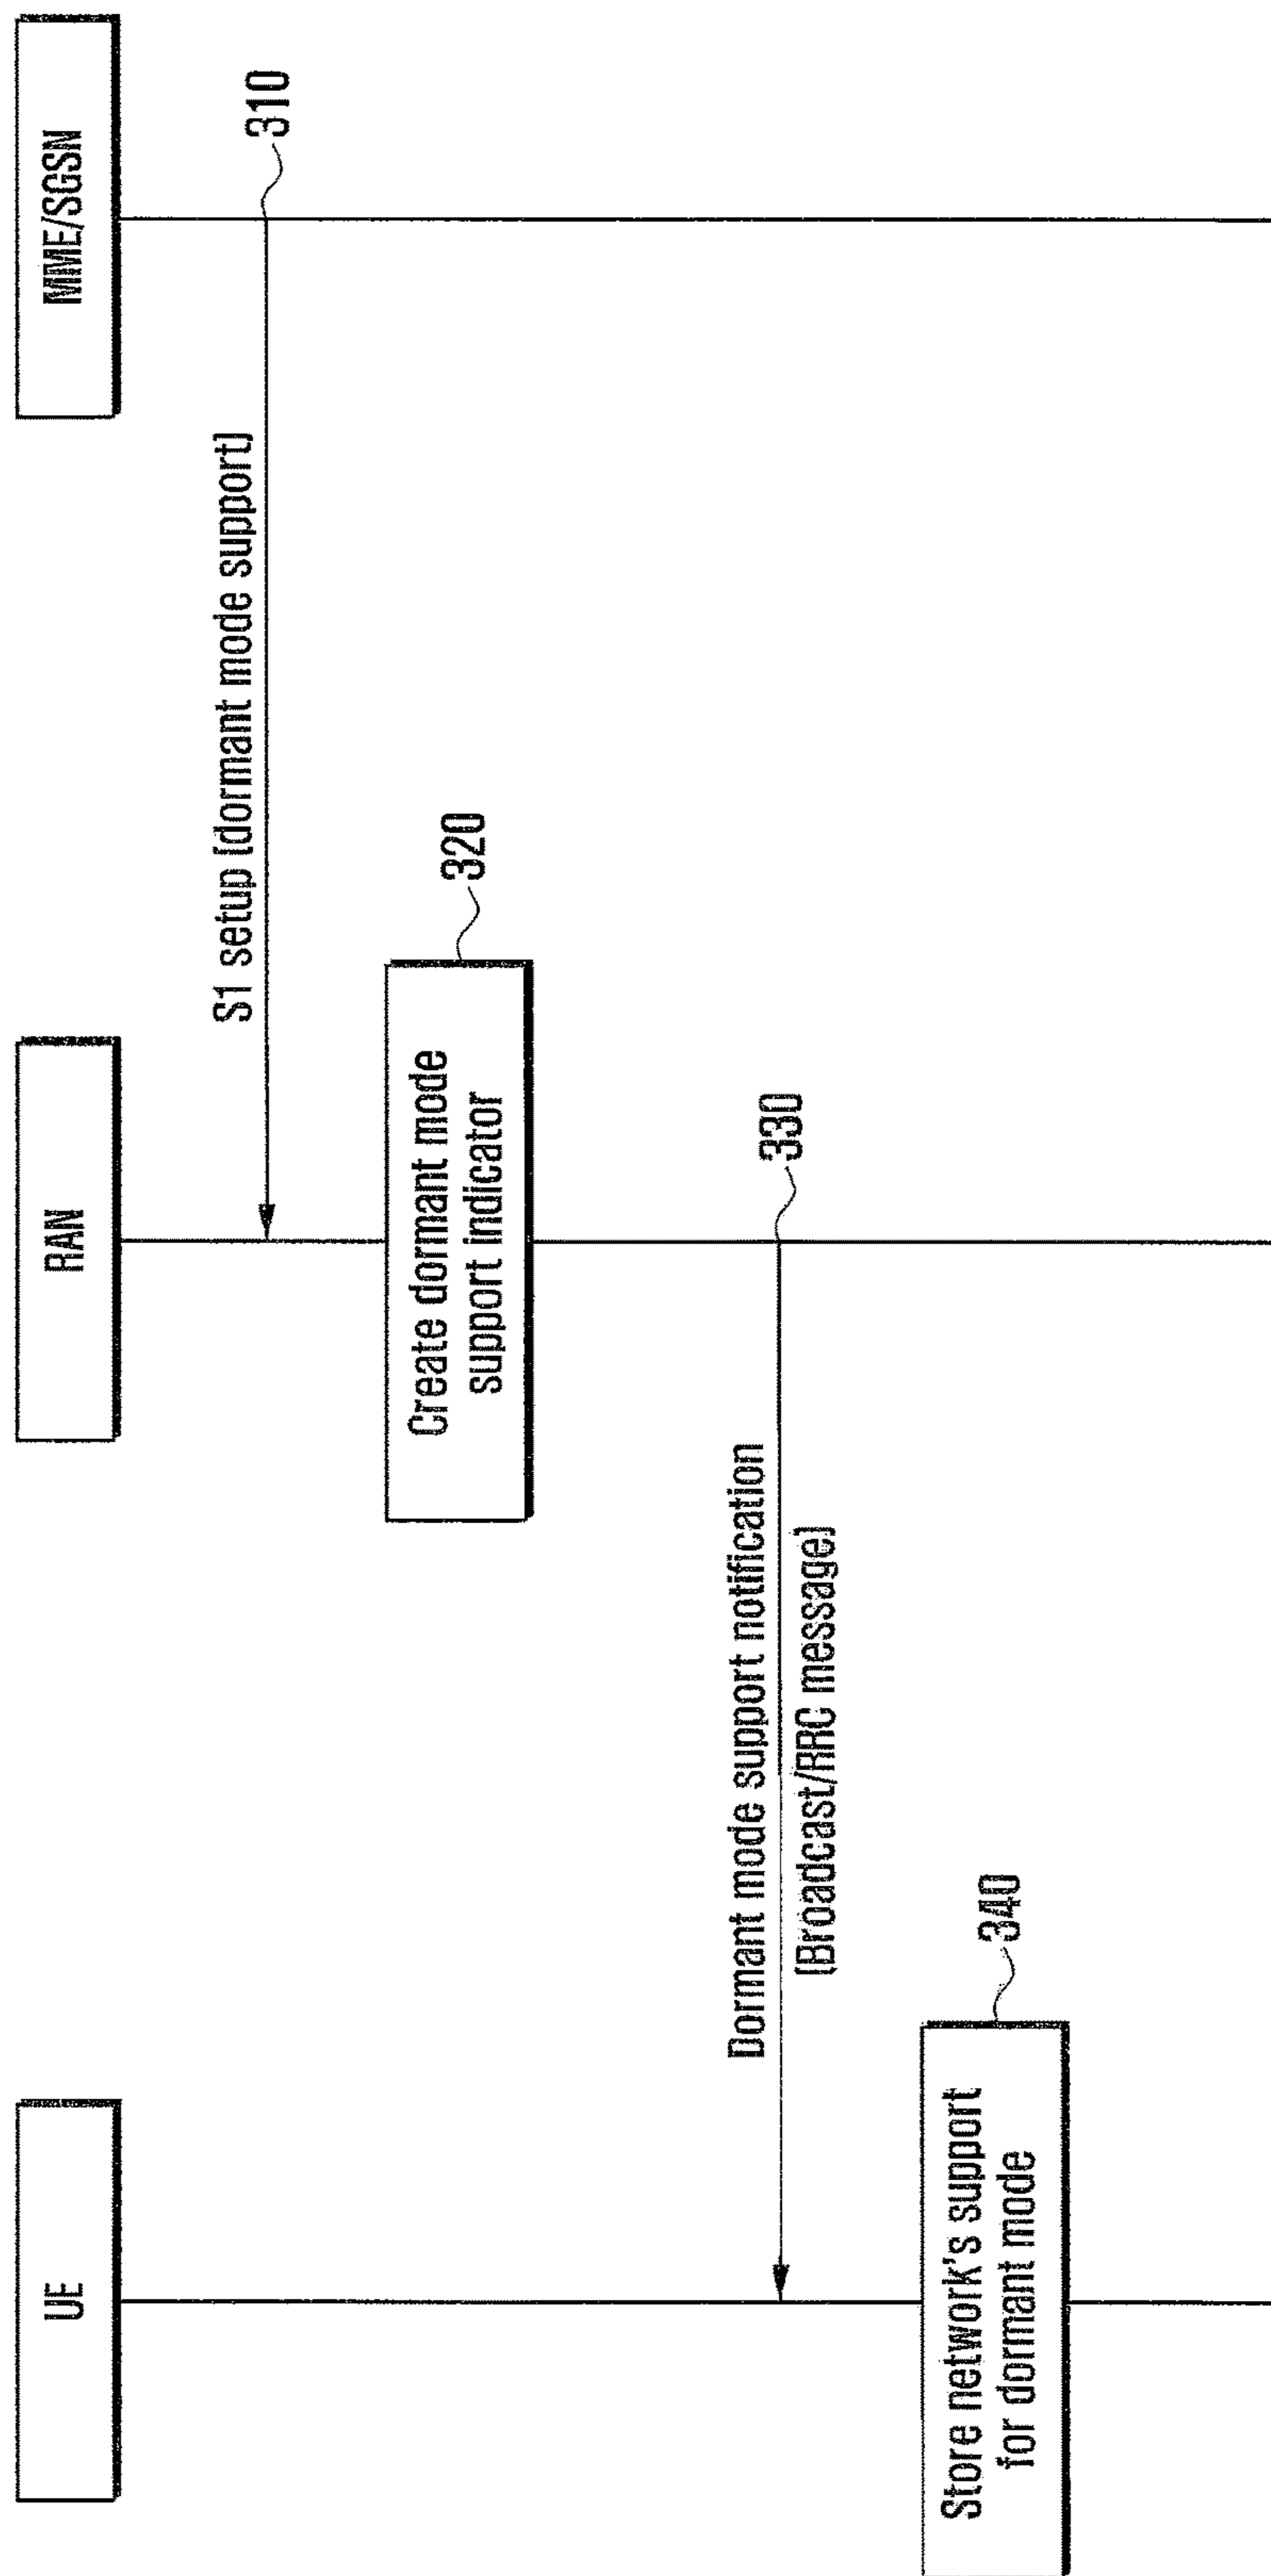 UE
RAN
MME/SGSN
S1 setup (dormant mode support)
310
Create dormant mode
support indicator
320
Dormant mode support notification
(Broadcast/RRC message)
330
Store network's support
for dormant mode
340